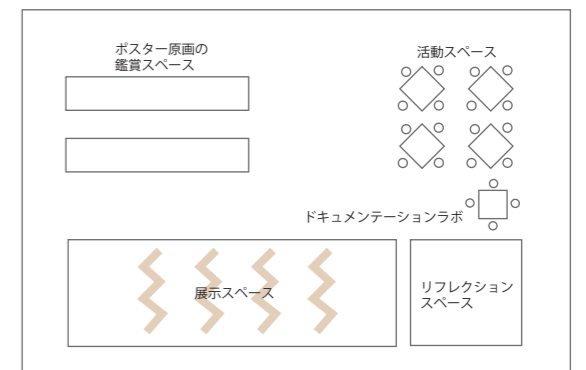 ポスター原画の
鑑賞スペース
活動スペース
ドキュメンテーションラボ
展示スペース
リフレクション
スペース